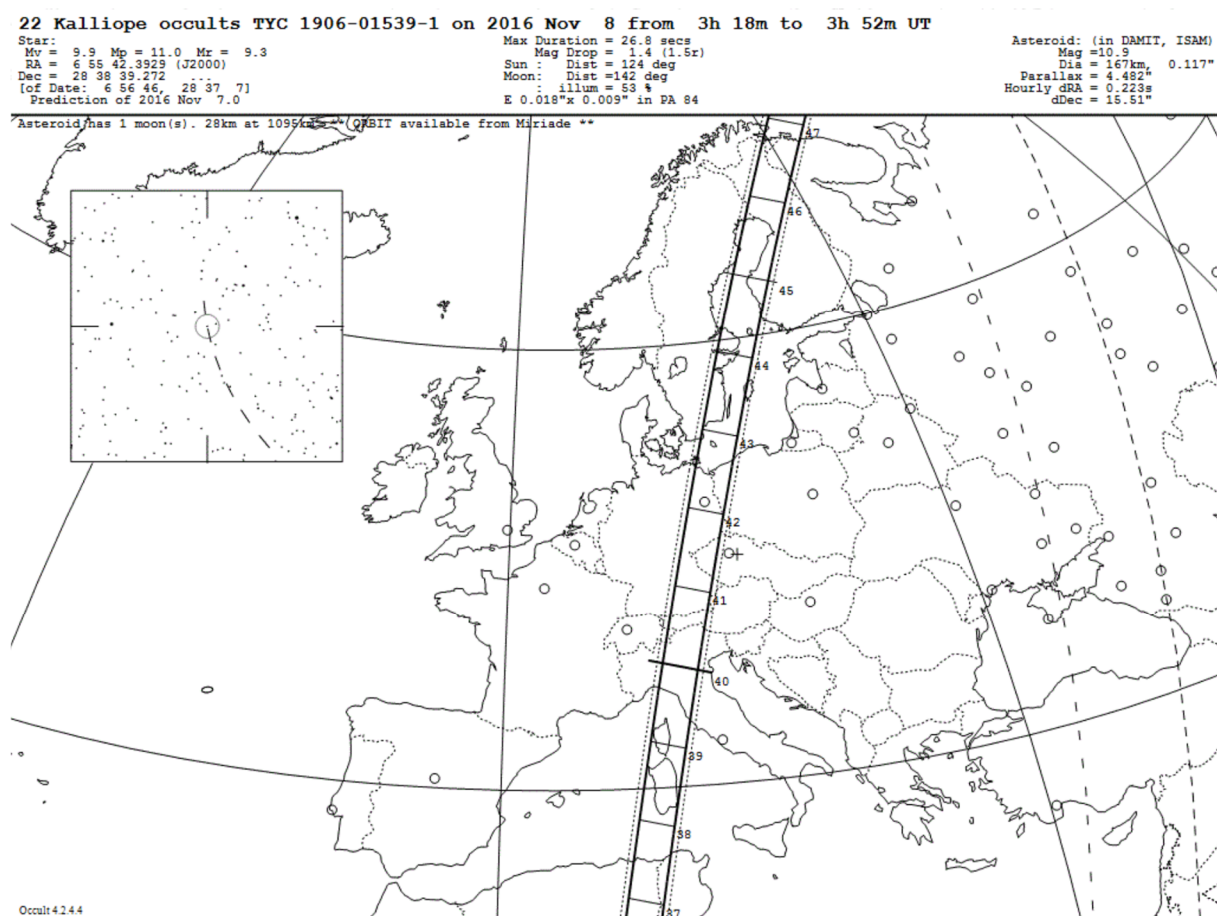 22 Kalliope occults TYC 1906-01539-1 on 2016 Nov  8 from  3h 18m to  3h 52m UT
Star:
Mv =  9.9  Mp = 11.0  Mr =  9.3
RA =  6 55 42.3929 (J2000)
Dec = 28 38 39.272   ...
[of Date:  6 56 46,  28 37  7]
Prediction of 2016 Nov  7.0
Max Duration = 26.8 secs
Mag Drop =  1.4 (1.5r)
Sun :   Dist = 124 deg
Moon:   Dist =142 deg
:  illum = 53 %
E 0.018"x 0.009" in PA 84
Asteroid: (in DAMIT, ISAM)
Mag =10.9
Dia = 167km,  0.117"
Parallax = 4.482"
Hourly dRA = 0.223s
dDec = 15.51"
Asteroid has 1 moon(s). 28km at 1095km ** ORBIT available from Miriade **
47
46
45
44
43
42
41
40
39
38
37
Occult 4.2.4.4